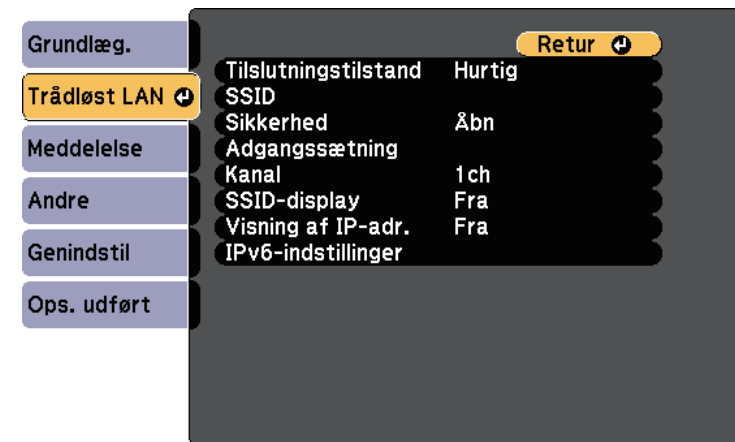 Grundlæg.
Trådløst LAN
Meddelelse
Andre
Genindstil
Ops. udført
Retur
Tilslutningstilstand Hurtig
SSID
Sikkerhed Åbn
Adgangssætning
Kanal 1ch
SSID-display Fra
Visning af IP-adr. Fra
IPv6-indstillinger